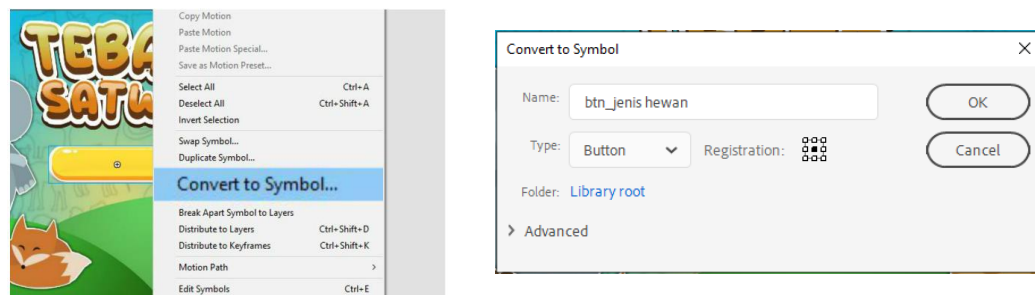 TEBA
SATW
Copy Motion
Paste Motion
Paste Motion Special...
Save as Motion Preset...
Select All Ctrl+A
Deselect All Ctrl+Shift+A
Invert Selection
Swap Symbol...
Duplicate Symbol...
Convert to Symbol...
Break Apart Symbol to Layers
Distribute to Layers Ctrl+Shift+D
Distribute to Keyframes Ctrl+Shift+K
Motion Path >
Edit Symbols Ctrl+E
Convert to Symbol
Name: btn_jenis hewan
OK
Type: Button Registration:
Cancel
Folder: Library root
> Advanced